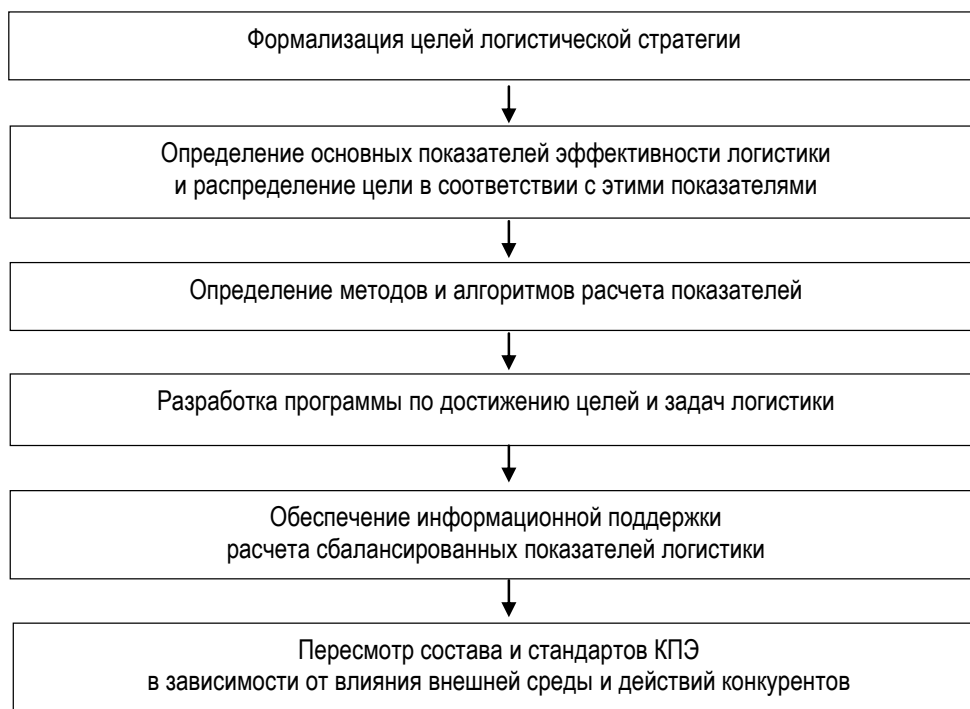 Формализация целей логистической стратегии
Определение основных показателей эффективности логистики
и распределение цели в соответствии с этими показателями
Определение методов и алгоритмов расчета показателей
Разработка программы по достижению целей и задач логистики
Обеспечение информационной поддержки
расчета сбалансированных показателей логистики
Пересмотр состава и стандартов КПЭ
в зависимости от влияния внешней среды и действий конкурентов